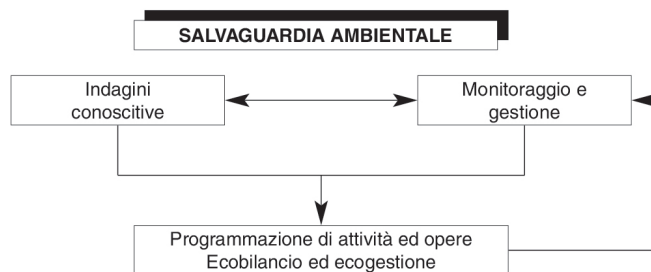 SALVAGUARDIA AMBIENTALE
Indagini
conoscitive
Monitoraggio e
gestione
Programmazione di attività ed opere
Ecobilancio ed ecogestione